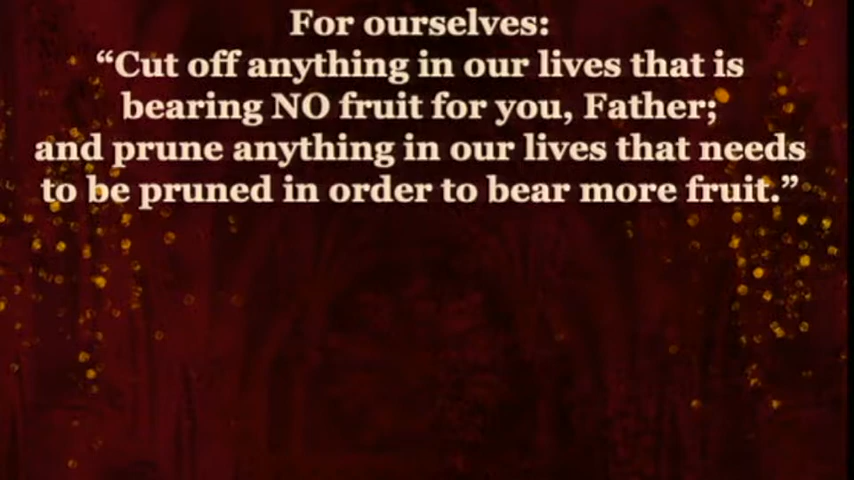 For ourselves:
“Cut off anything in our lives that is
bearing NO fruit for you, Father;
and prune anything in our lives that needs
to be pruned in order to bear more fruit.”